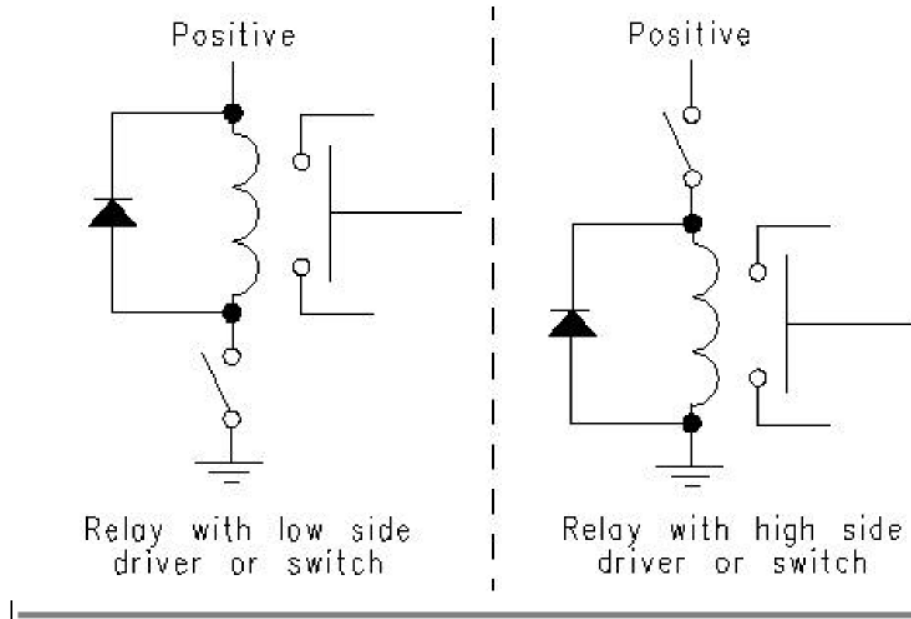 Positive
Relay with low side
driver or switch
Positive
Relay with high side
driver or switch